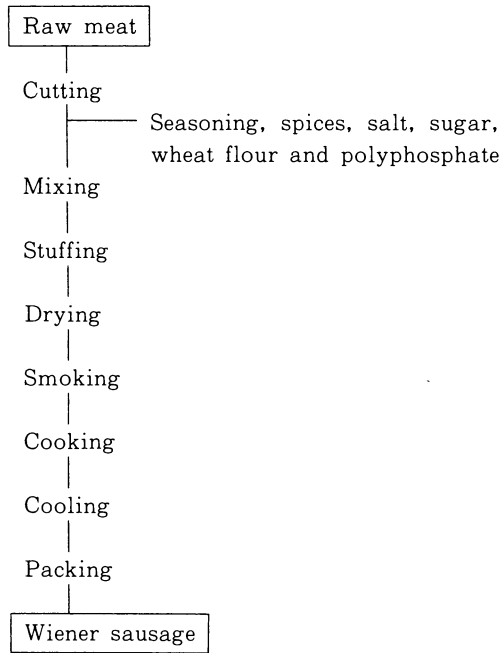 Raw meat
Cutting
Seasoning, spices, salt, sugar,
wheat flour and polyphosphate
Mixing
Stuffing
Drying
Smoking
Cooking
Cooling
Packing
Wiener sausage